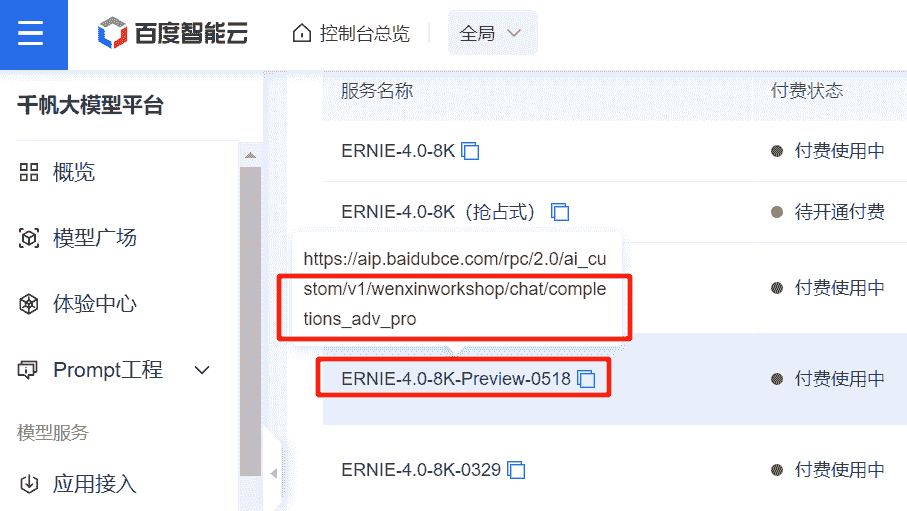 百度智能云
控制台总览
全局
千帆大模型平台
概览
模型广场
体验中心
Prompt工程
模型服务
应用接入
服务名称 付费状态
ERNIE-4.0-8K 付费使用中
ERNIE-4.0-8K（抢占式） 待开通付费
https://aip.baidubce.com/rpc/2.0/ai_cu
stom/v1/wenxinworkshop/chat/comple
tions_adv_pro
付费使用中
ERNIE-4.0-8K-Preview-0518 付费使用中
ERNIE-4.0-8K-0329 付费使用中